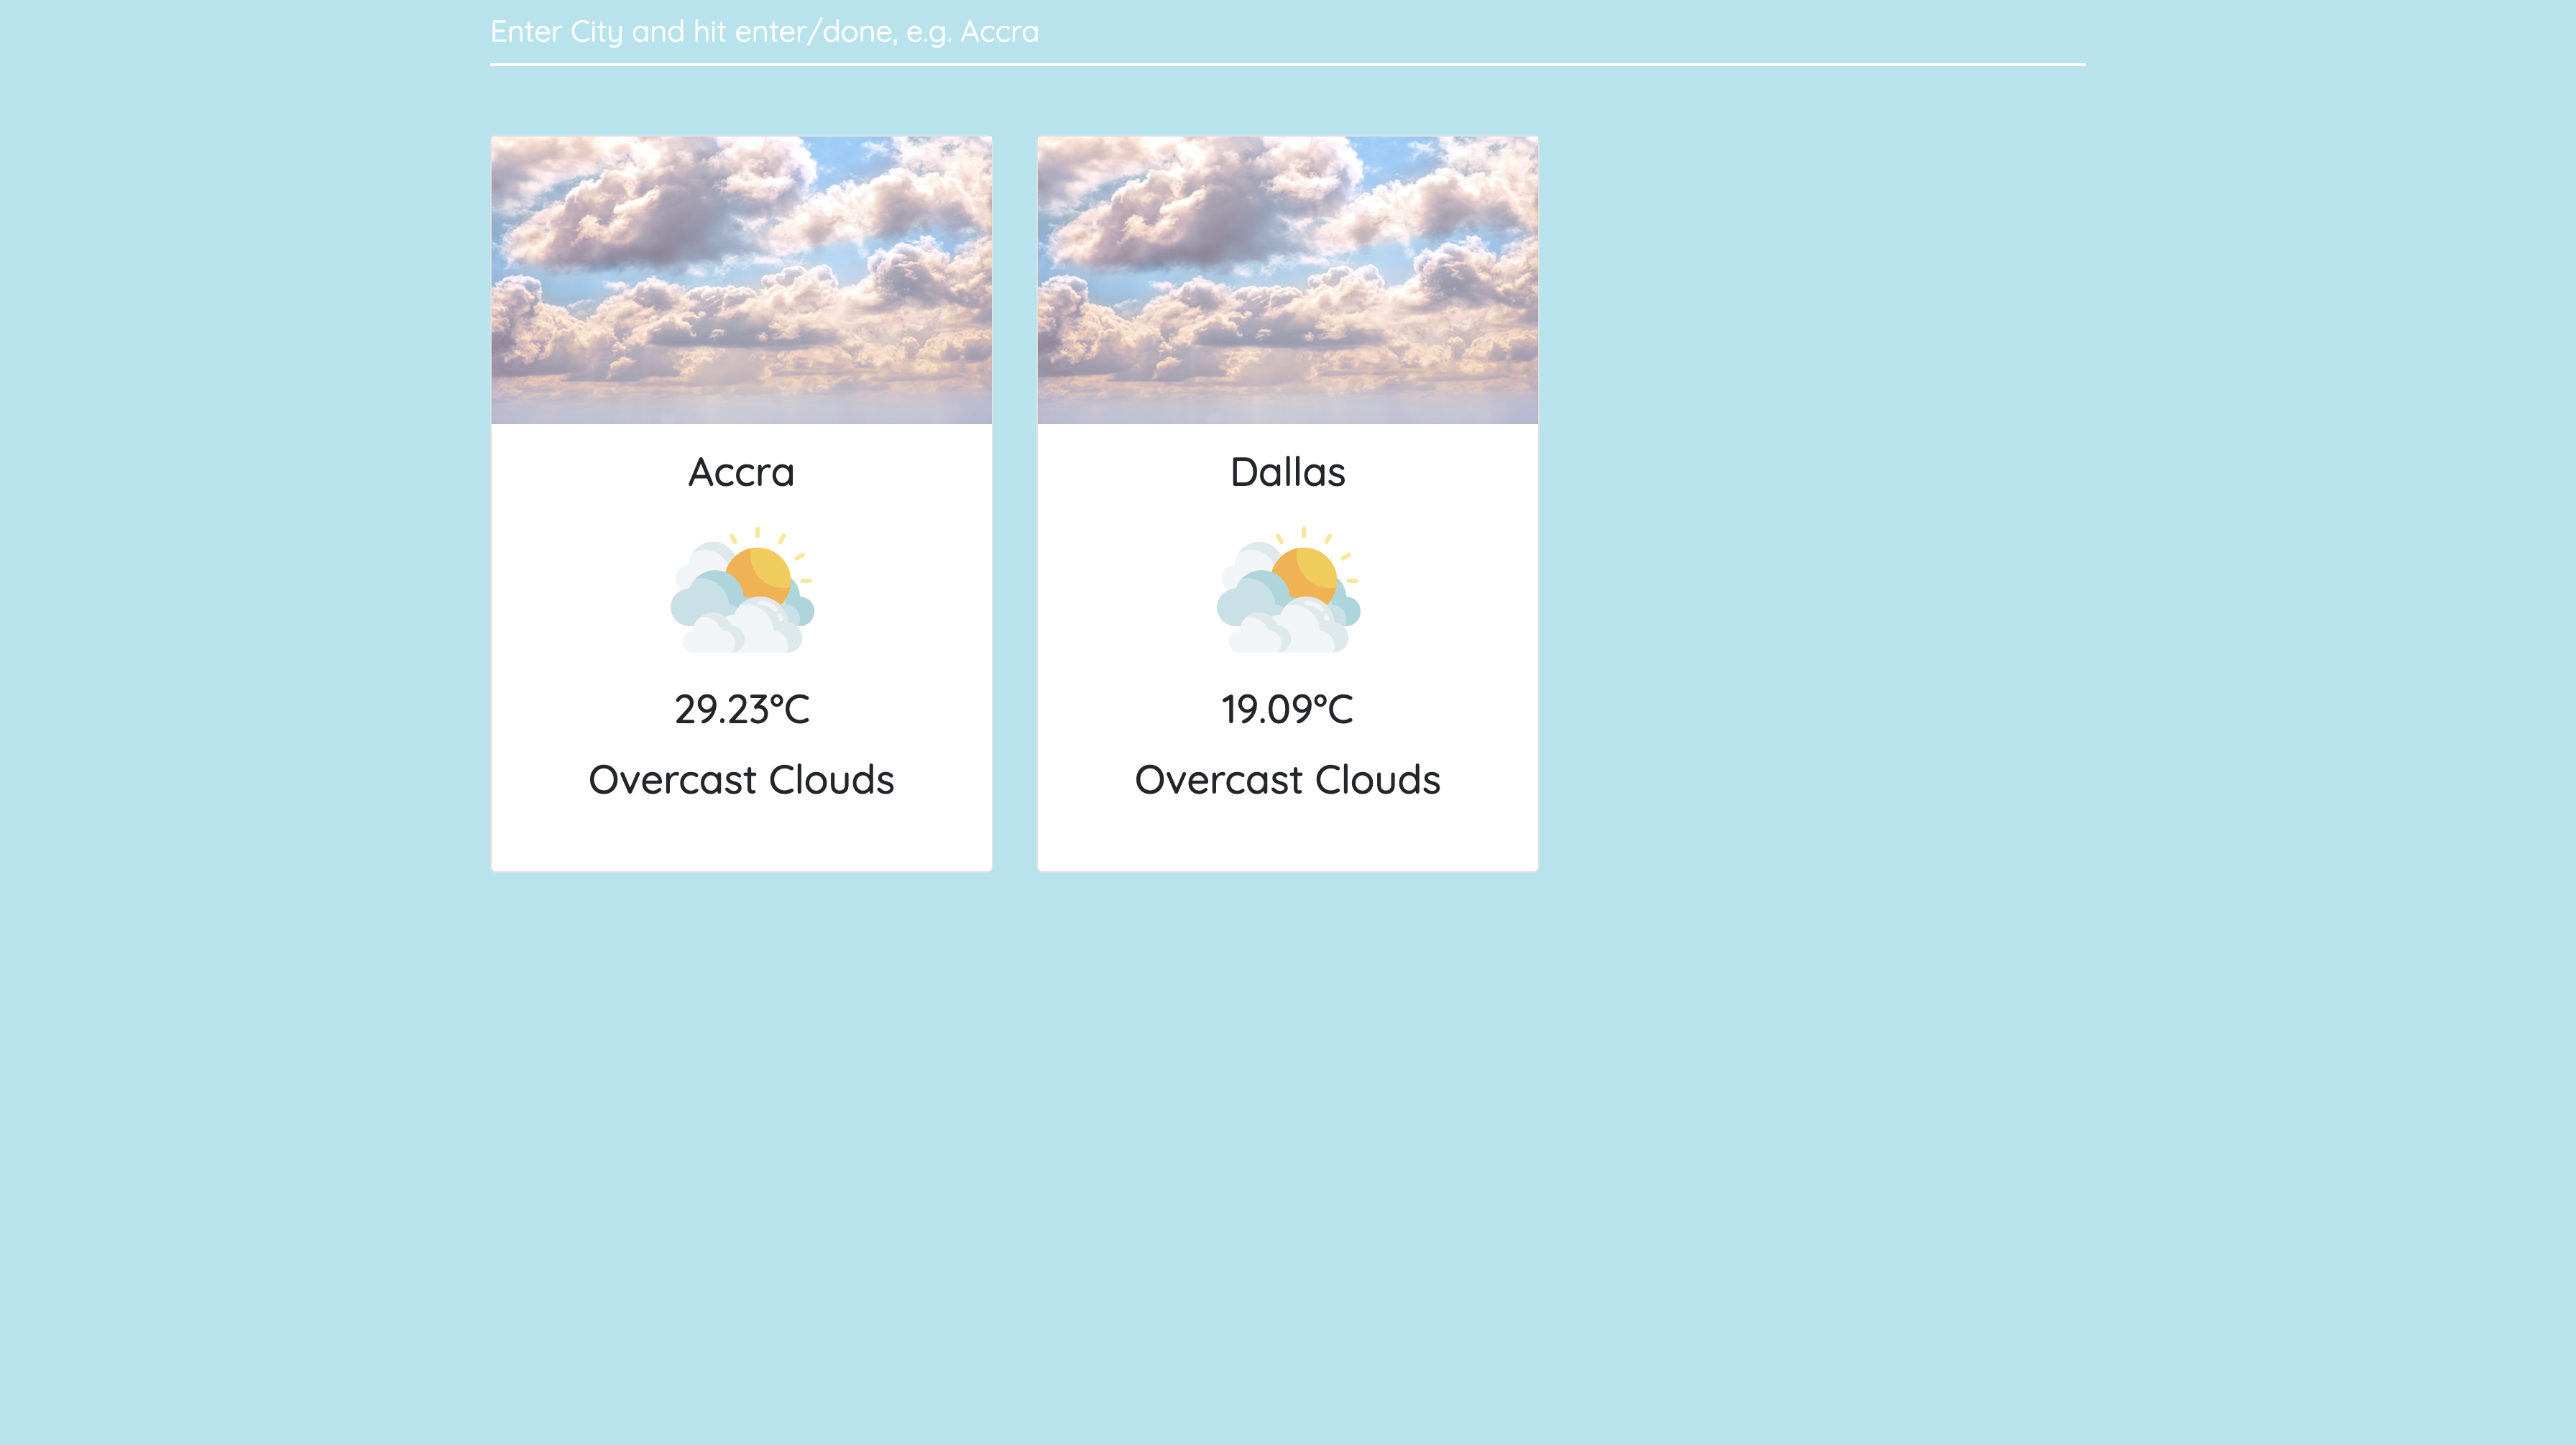 Enter City and hit enter/done, e.g. Accra
Accra
29.23°C
Overcast Clouds
Dallas
19.09°C
Overcast Clouds